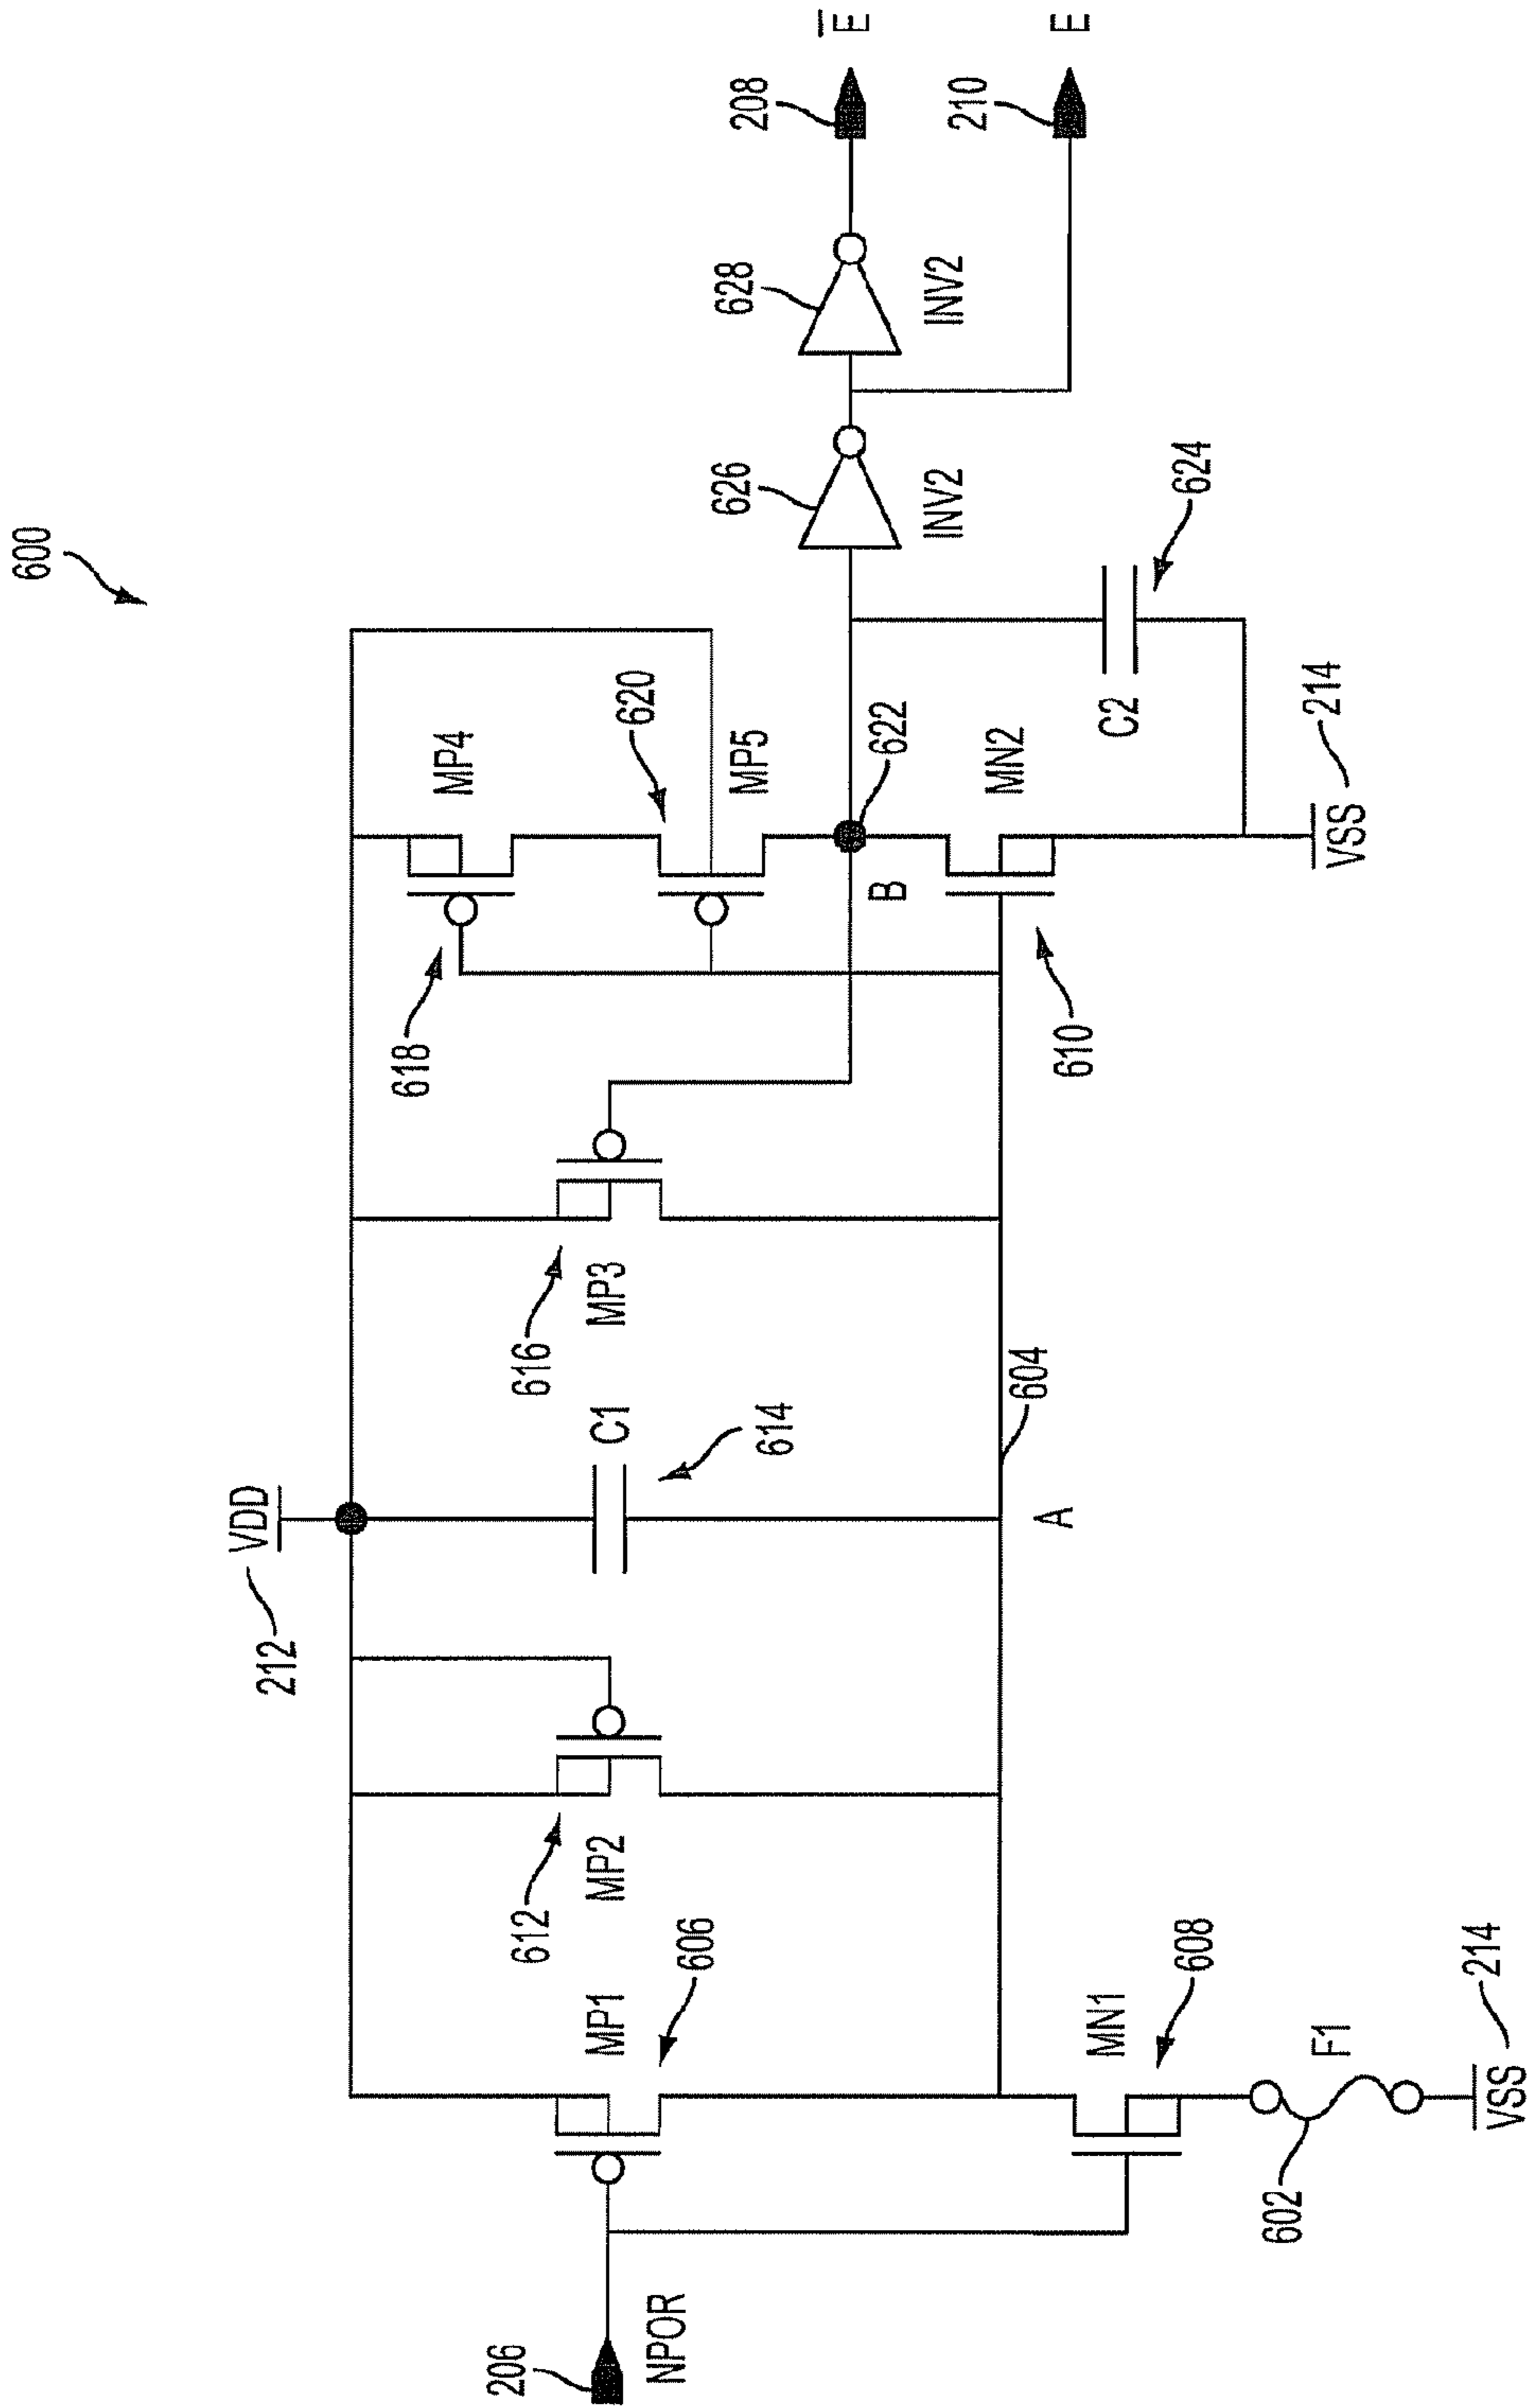 600
212
VDD
618
MP4
620
MP5
622
B
610
MN2
C2
624
VSS
214
616
MP3
C1
614
612
MP2
MP1
606
206
NPOR
604
A
MN1
608
F1
602
VSS
214
626
INV2
628
INV2
208
E
210
E